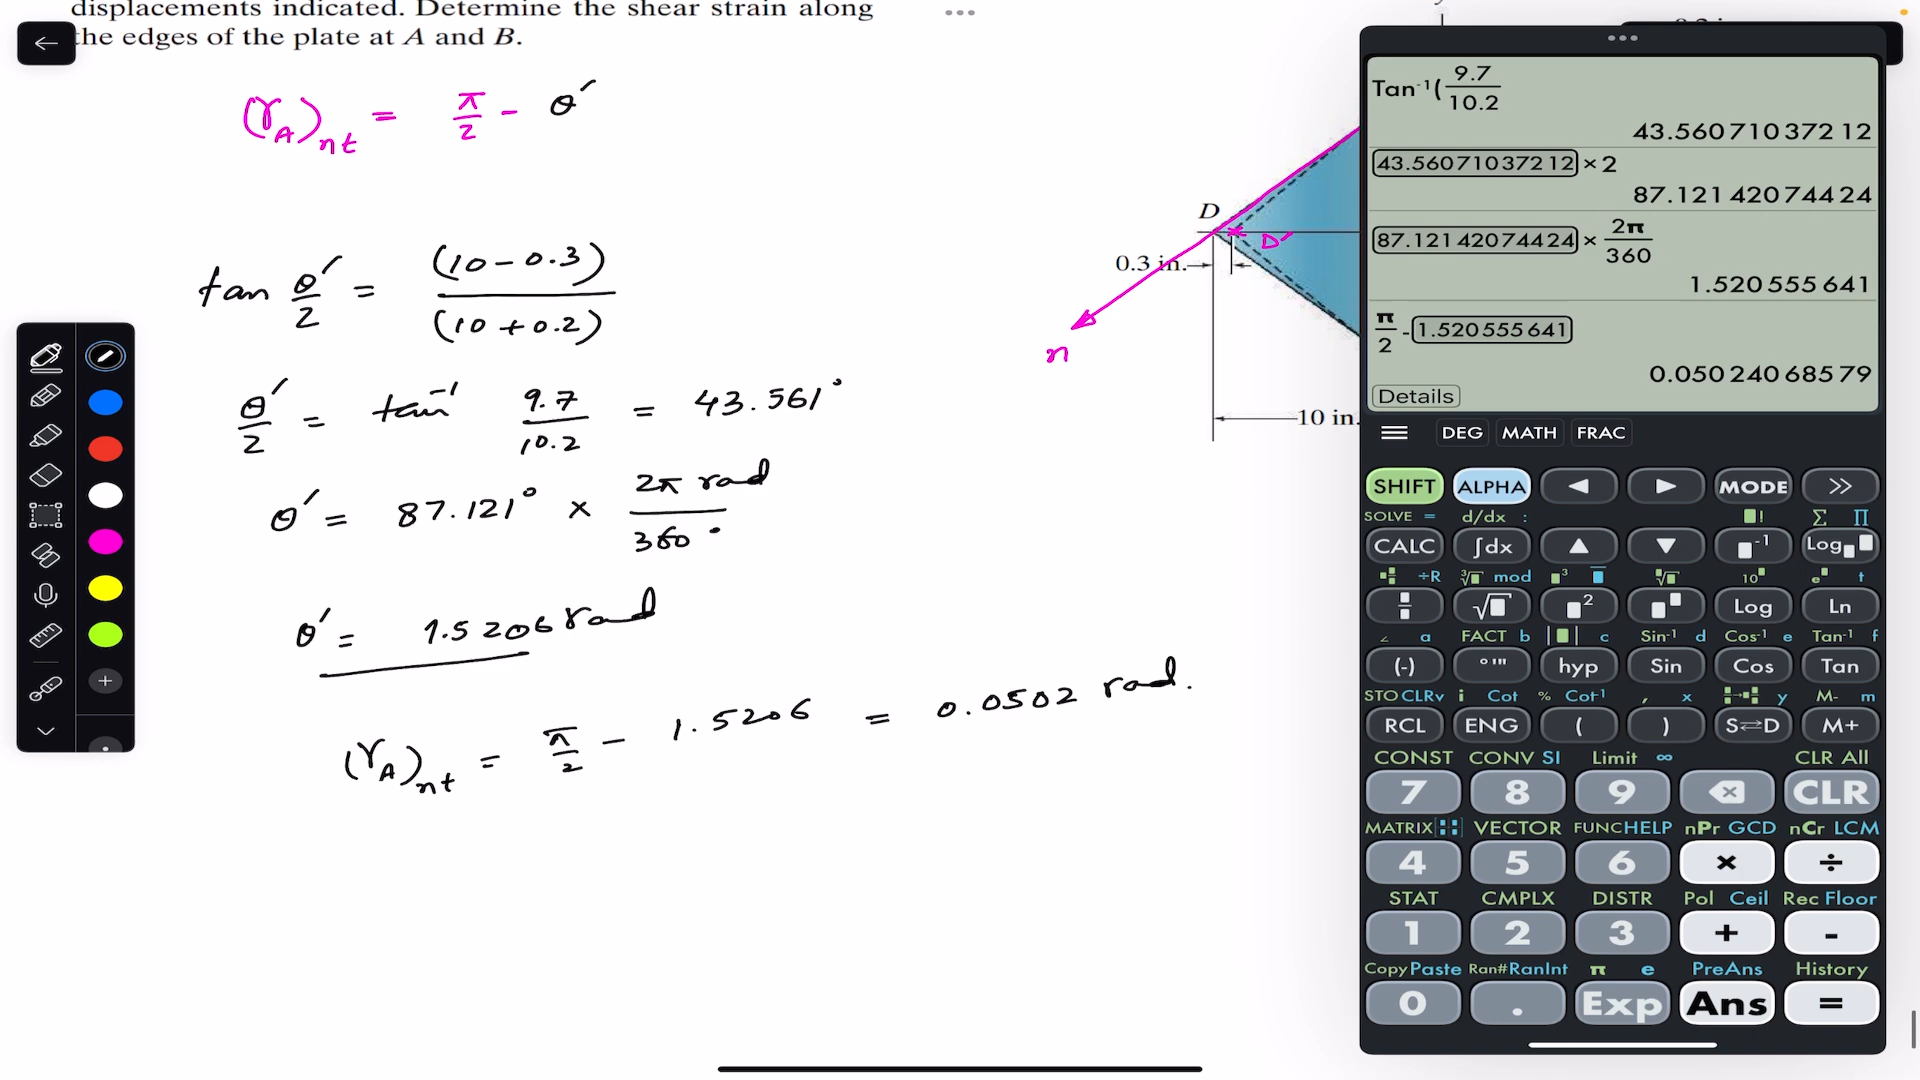 displacements indicated. Determine the shear strain along
the edges of the plate at A and B.
(γA)nt = π/2 - θ'
tan θ'/2 = (10-0.3)/(10+0.2)
θ'/2 = tan⁻¹ 9.7/10.2 = 43.561°
θ' = 87.121° × 2π rad/360°
θ' = 1.5206 rad
(γA)nt = π/2 - 1.5206 = 0.0502 rad.
D
D'
0.3 in.
n
10 in.
Tan⁻¹(9.7/10.2
43.56071037212
43.56071037212×2
87.12142074424
87.12142074424×2π/360
1.520555641
π/2-1.520555641
0.05024068579
Details
DEG MATH FRAC
SHIFT ALPHA ◀ ▶ MODE >>
SOLVE = d/dx : ■! Σ Π
CALC ∫dx ▲ ▼ ■⁻¹ Log■■
÷R ³√■ mod ■³ 10■ e■ t
√■ ■² ■■ Log Ln
∠ a FACT b |■| c Sin⁻¹ d Cos⁻¹ e Tan⁻¹ f
(-) °''' hyp Sin Cos Tan
STO CLRv i Cot % Cot⁻¹ , x y M- m
RCL ENG ( ) S⇄D M+
CONST CONV SI Limit ∞ CLR All
7 8 9 CLR
MATRIX VECTOR FUNC HELP nPr GCD nCr LCM
4 5 6 × ÷
STAT CMPLX DISTR Pol Ceil Rec Floor
1 2 3 + -
Copy Paste Ran# RanInt π e PreAns History
0 . Exp Ans =